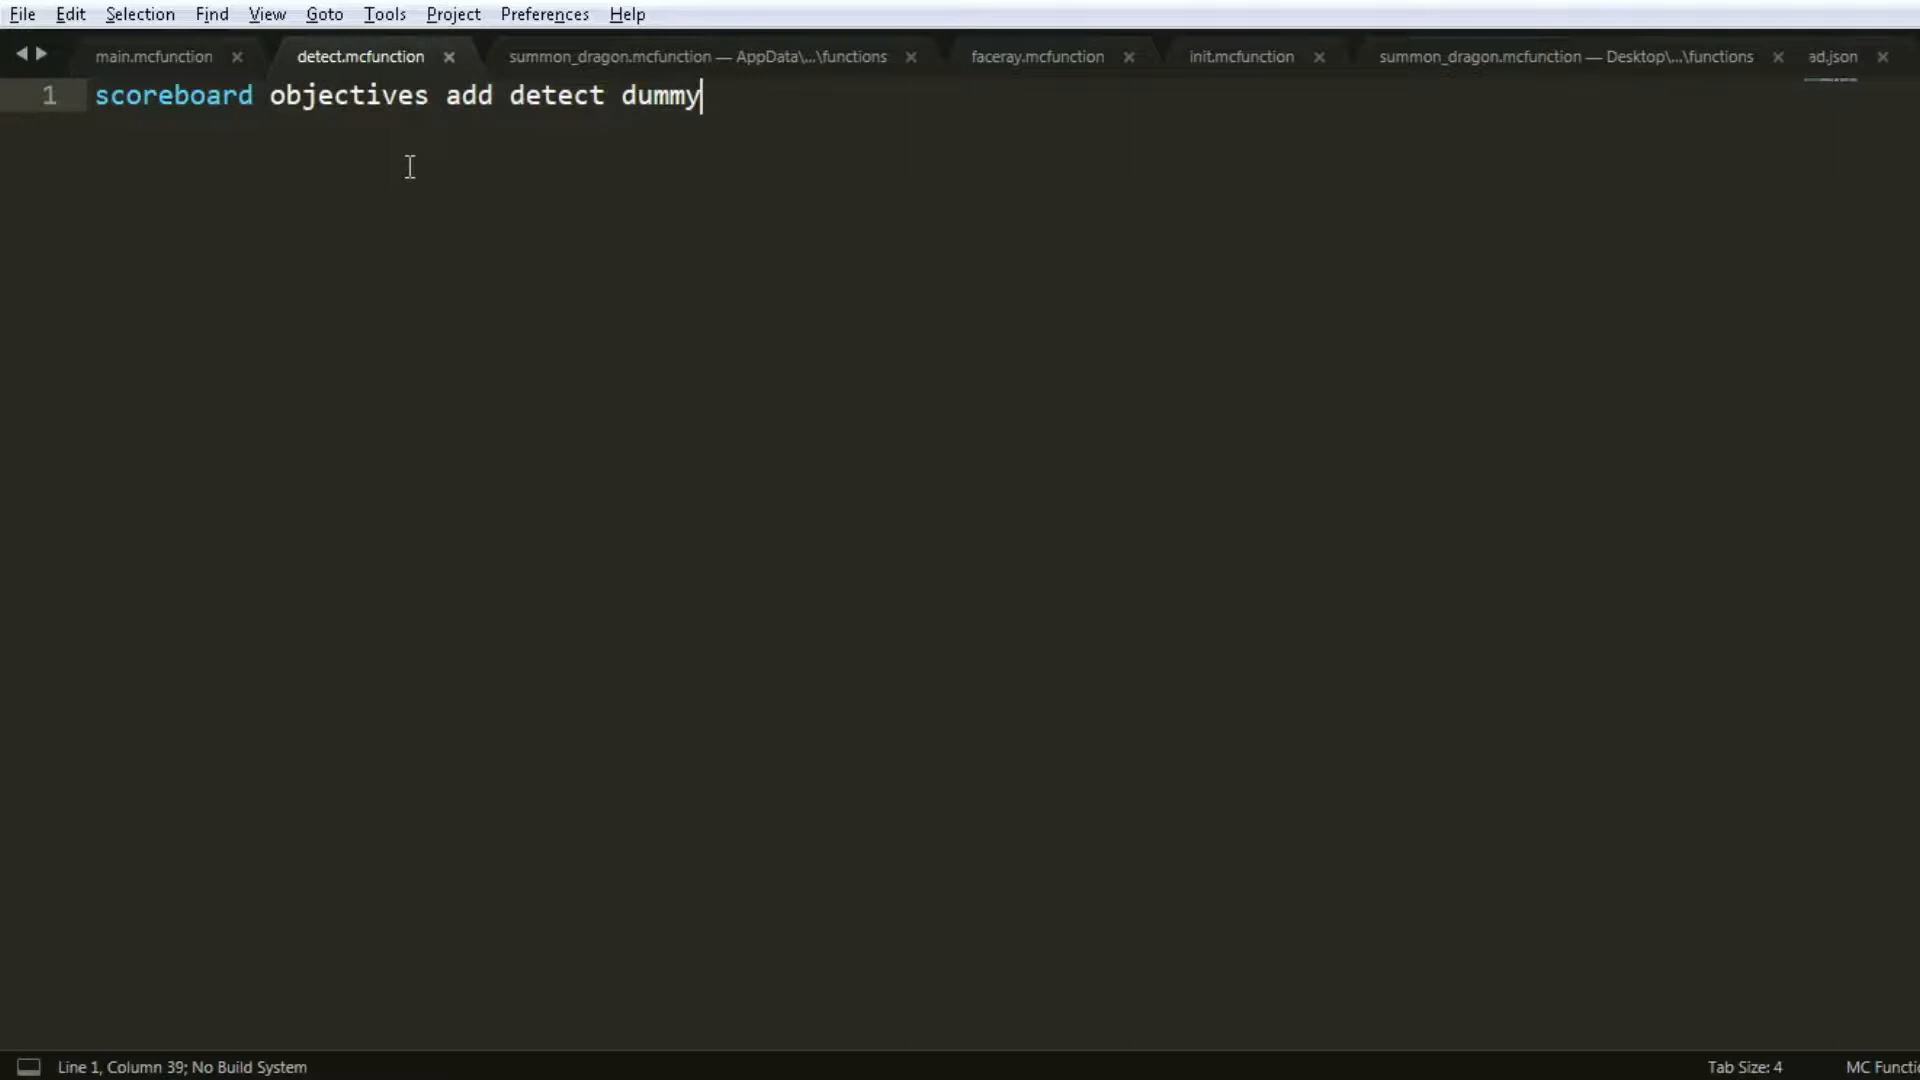 File Edit Selection Find View Goto Tools Project Preferences Help
main.mcfunction × detect.mcfunction × summon_dragon.mcfunction — AppData\...\functions × faceray.mcfunction × init.mcfunction × summon_dragon.mcfunction — Desktop\...\functions × ad.json ×
1 scoreboard objectives add detect dummy
Line 1, Column 39; No Build System Tab Size: 4 MC Functi